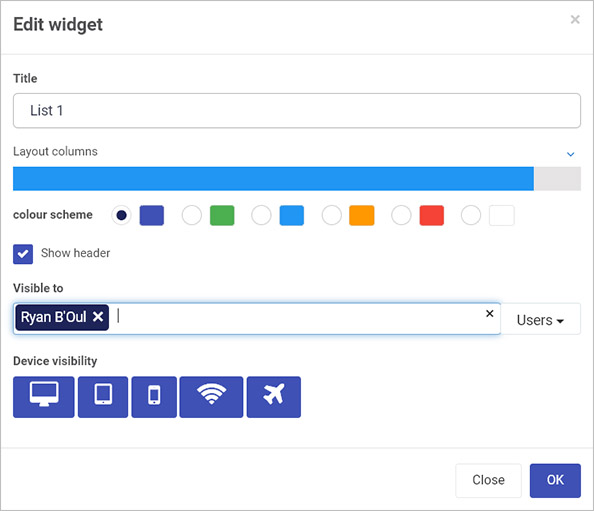 Edit widget
Title
List 1
Layout columns
colour scheme
Show header
Visible to
Ryan B'Oul
Users
Device visibility
Close
OK